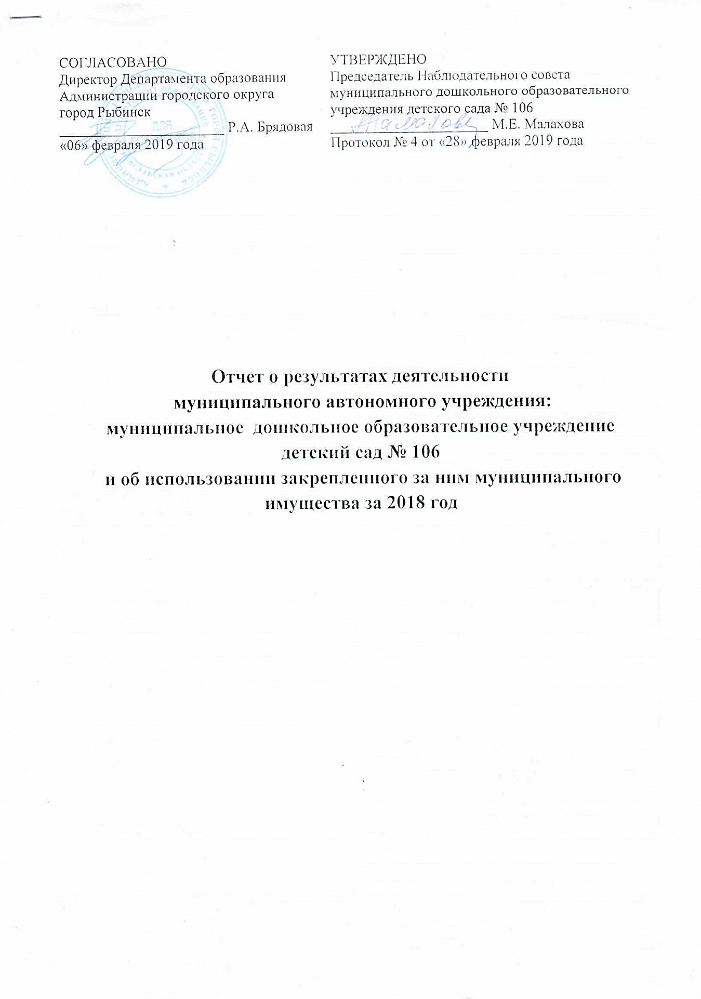 СОГЛАСОВАНО
Директор Департамента образования
Администрации городского округа
город Рыбинск
Р.А. Брядовая
«06» февраля 2019 года
УТВЕРЖДЕНО
Председатель Наблюдательного совета
муниципального дошкольного образовательного
учреждения детского сада № 106
Малахова М.Е. Малахова
Протокол № 4 от «28» февраля 2019 года
ДЛЯ
Отчет о результатах деятельности
муниципального автономного учреждения:
муниципальное дошкольное образовательное учреждение
детский сад № 106
и об использовании закрепленного за ним муниципального
имущества за 2018 год